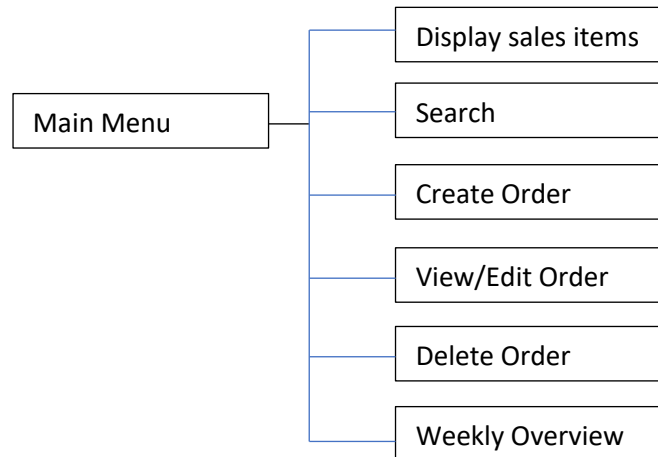 Display sales items
Search
Main Menu
Create Order
View/Edit Order
Delete Order
Weekly Overview